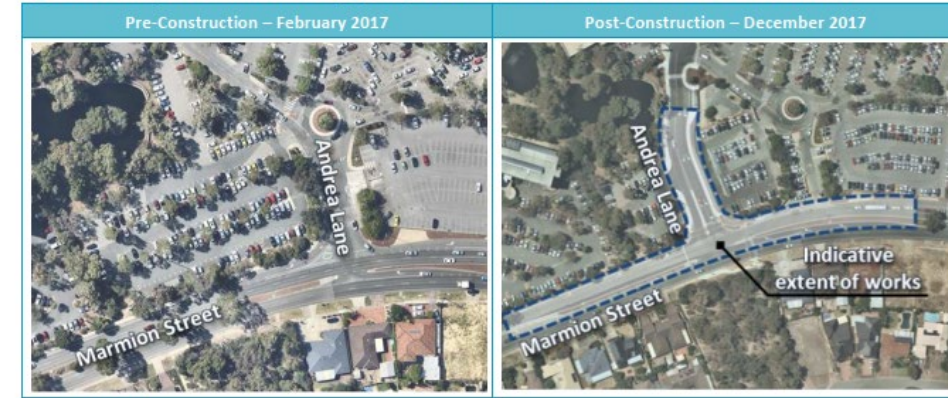 Pre-Construction – February 2017
Post-Construction – December 2017
Andrea Lane
Marmion Street
Andrea Lane
Indicative
extent of works
Marmion Street